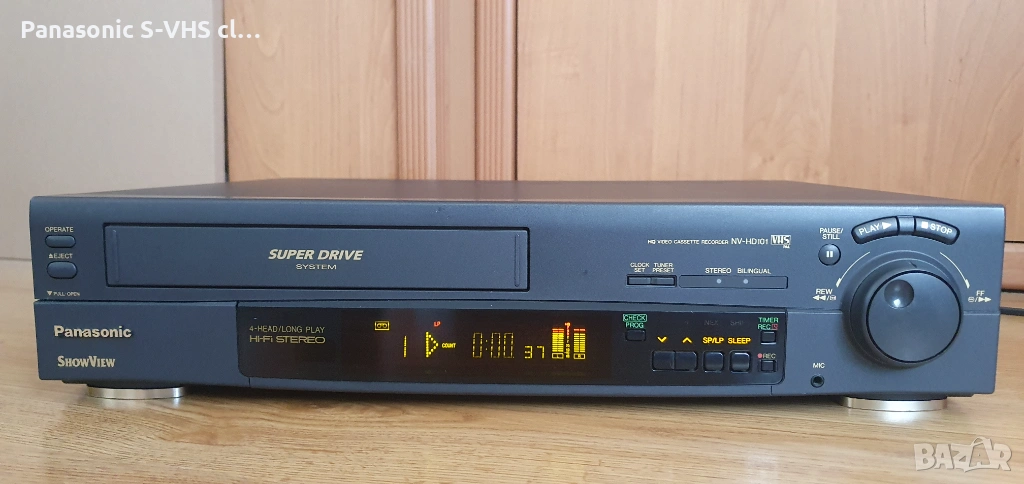 Panasonic S-VHS cl...
OPERATE
EJECT
FULL-OPEN
SUPER DRIVE
SYSTEM
HQ VIDEO CASSETTE RECORDER NV-HD101 VHS
PAL
CLOCK SET
TUNER PRESET
STEREO BILINGUAL
PAUSE/STILL
PLAY
STOP
REW
FF
Panasonic
SHOWVIEW
4-HEAD/LONG PLAY
HI-FI STEREO
1
LP
COUNT
0:00
37
CHECK
PROG.
SP/LP SLEEP
TIMER
REC
REC
MIC
BAZAR